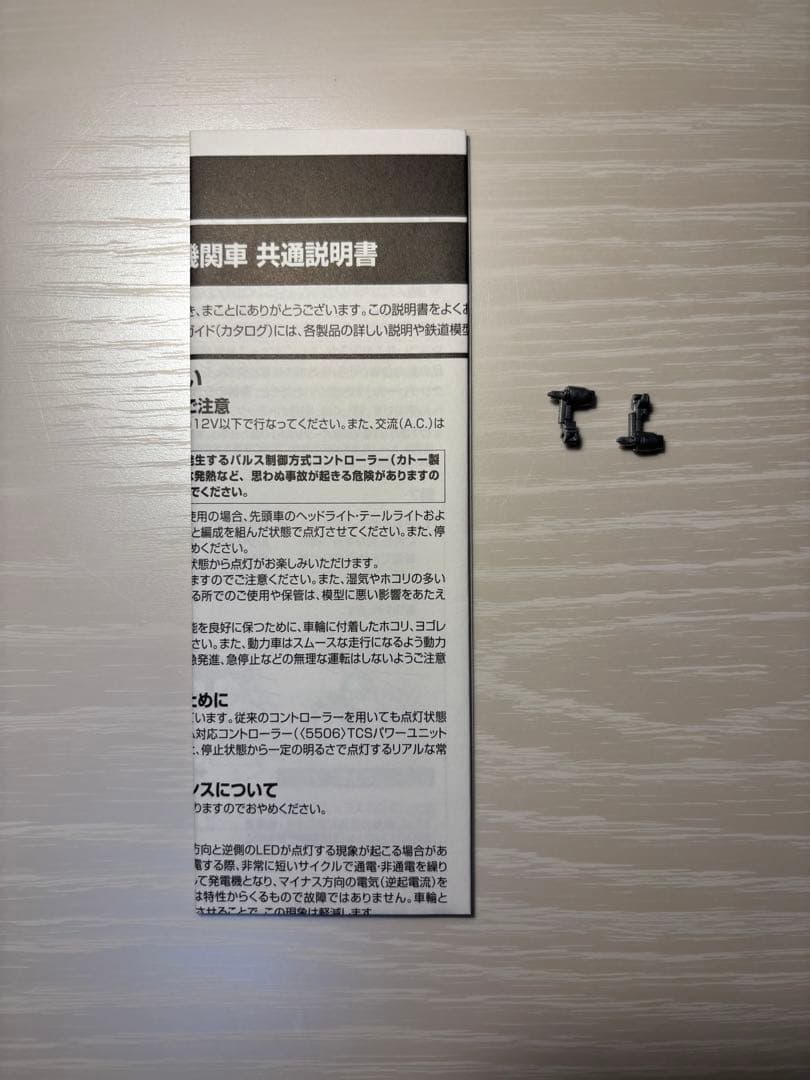 機関車 共通説明書
き、まことにありがとうございます。この説明書をよくお
ガイド(カタログ)には、各製品の詳しい説明や鉄道模型
い
ご注意
12V以下で行なってください。また、交流(A.C.)は
発生するパルス制御方式コントローラー(カトー製
は発熱など、思わぬ事故が起きる危険がありますの
でください。
使用の場合、先頭車のヘッドライト・テールライトおよ
と編成を組んだ状態で点灯させてください。また、停
めください。
状態から点灯がお楽しみいただけます。
ますのでご注意ください。また、湿気やホコリの多い
る所でのご使用や保管は、模型に悪い影響をあたえ
能を良好に保つために、車輪に付着したホコリ、ヨゴレ
さい。また、動力車はスムースな走行になるよう動力
急発進、急停止などの無理な運転はしないようご注意
ために
ています。従来のコントローラーを用いても点灯状態
対応コントローラー(〈5506〉TCSパワーユニット
、停止状態から一定の明るさで点灯するリアルな常
ンスについて
りますのでおやめください。
方向と逆側のLEDが点灯する現象が起こる場合があ
電する際、非常に短いサイクルで通電・非通電を繰り
って発電機となり、マイナス方向の電気(逆起電流)を
は特性からくるもので故障ではありません。車輪と
させることで、この現象は軽減します。